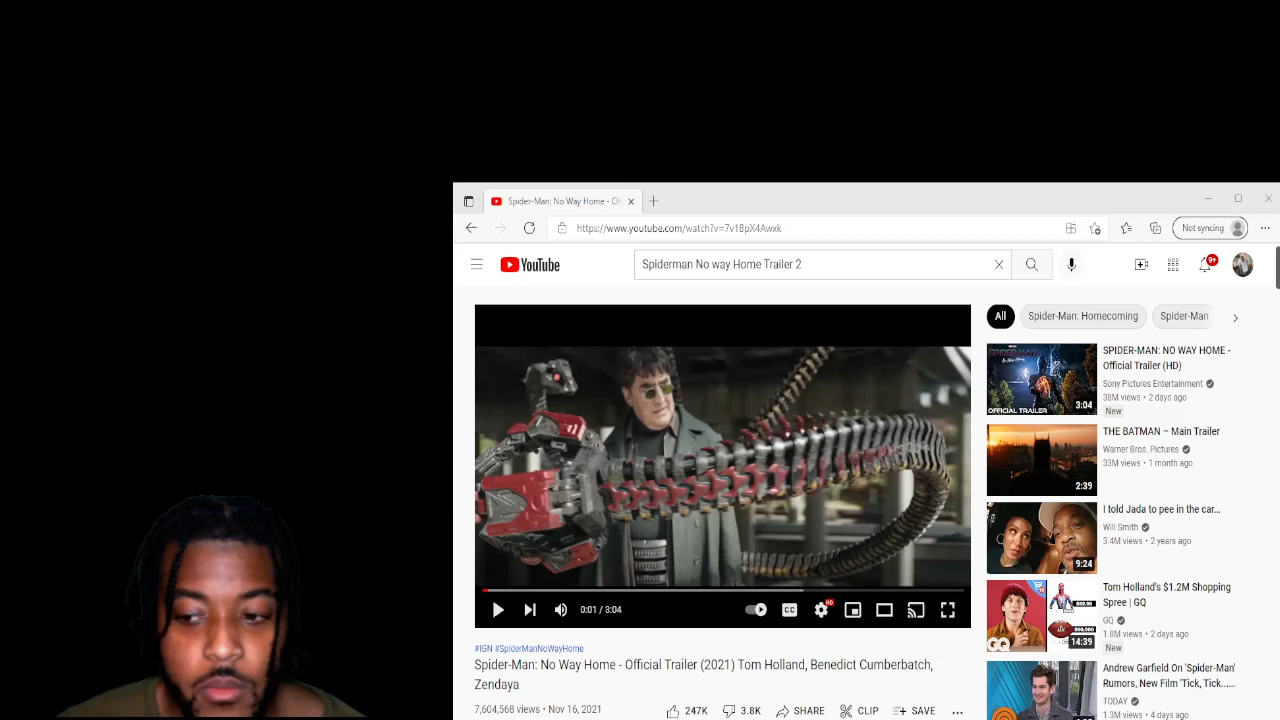 Spider-Man: No Way Home - Of
https://www.youtube.com/watch?v=7v1BpX4Awxk
Not syncing
YouTube
Spiderman No way Home Trailer 2
9+
All
Spider-Man: Homecoming
Spider-Man
SPIDER-MAN: NO WAY HOME -
Official Trailer (HD)
Sony Pictures Entertainment
38M views • 2 days ago
New
OFFICIAL TRAILER
3:04
THE BATMAN – Main Trailer
Warner Bros. Pictures
33M views • 1 month ago
2:39
I told Jada to pee in the car...
Will Smith
3.4M views • 2 years ago
9:24
Tom Holland's $1.2M Shopping
Spree | GQ
GQ
1.8M views • 2 days ago
New
GQ
14:39
Andrew Garfield On 'Spider-Man'
Rumors, New Film 'Tick, Tick......
TODAY
1.3M views • 4 days ago
0:01 / 3:04
CC
HD
#IGN #SpiderManNoWayHome
Spider-Man: No Way Home - Official Trailer (2021) Tom Holland, Benedict Cumberbatch,
Zendaya
7,604,568 views • Nov 16, 2021
247K
3.8K
SHARE
CLIP
SAVE